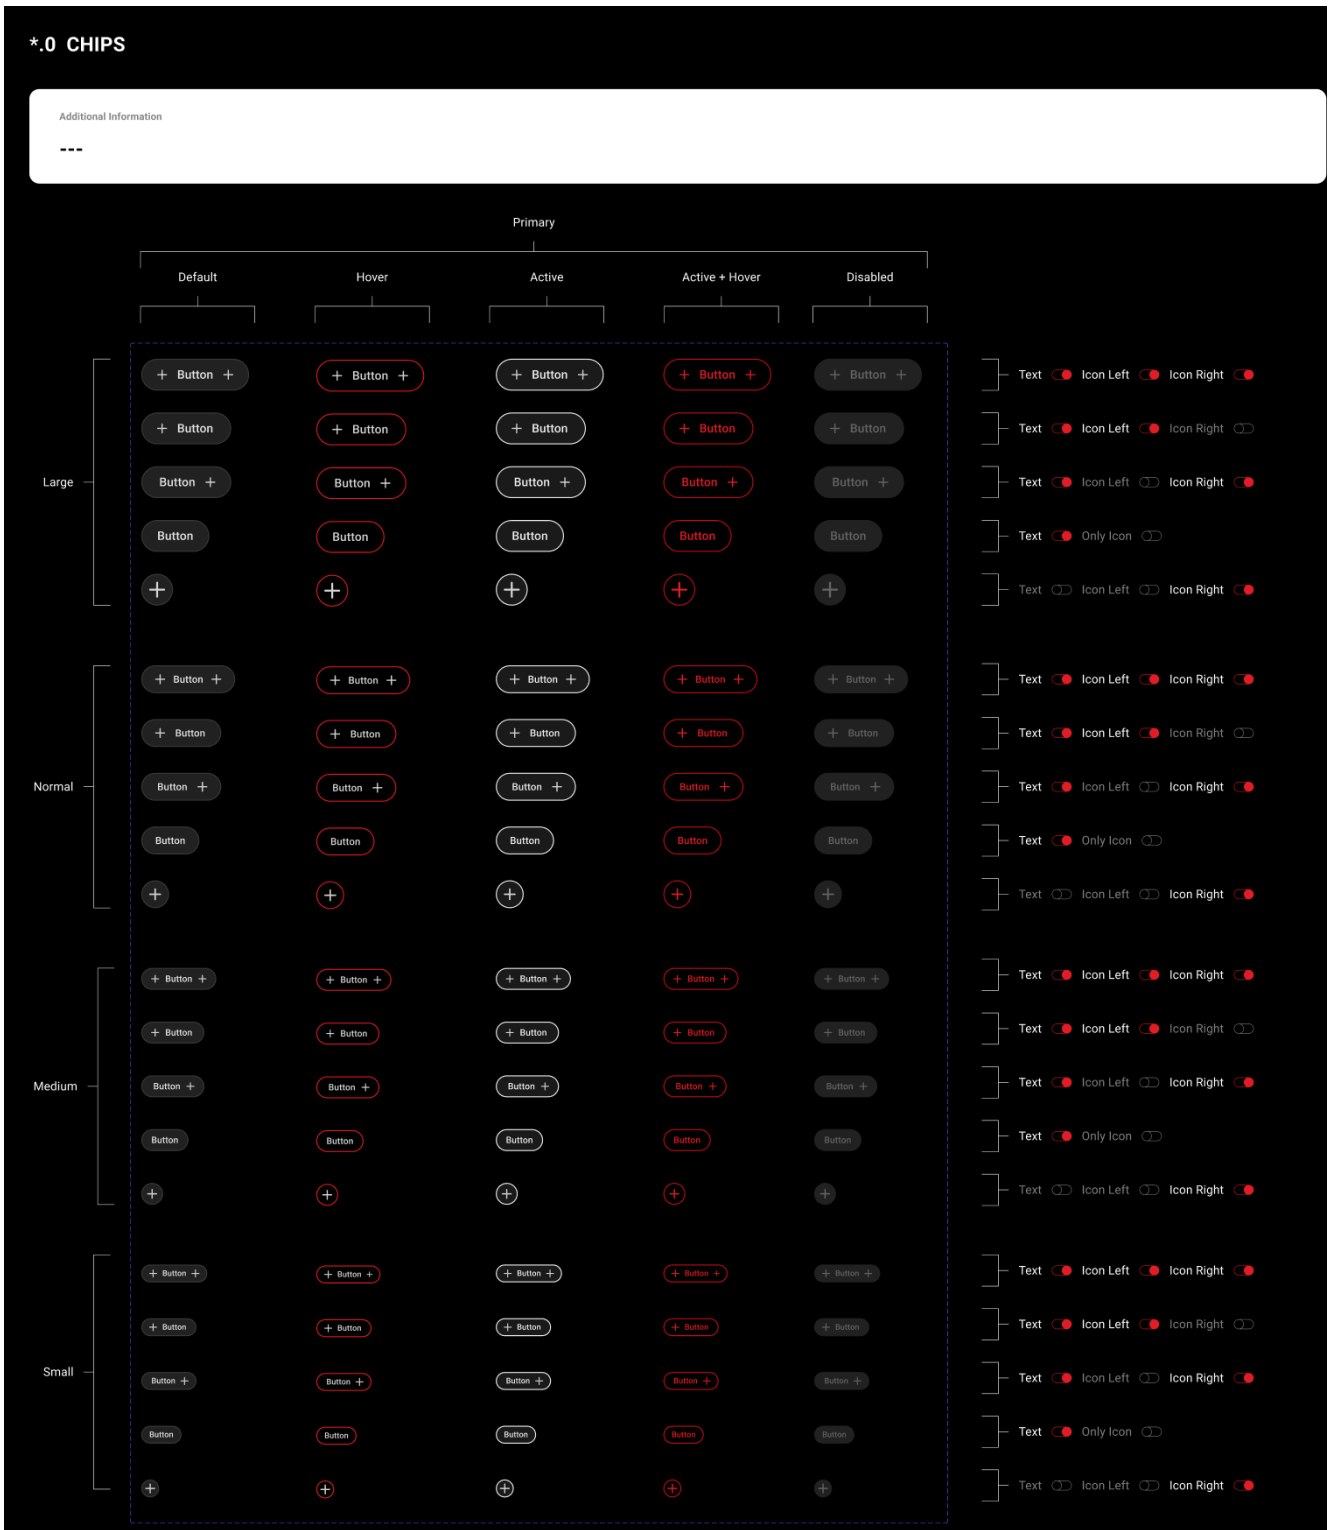 *.0 CHIPS
Additional Information
---
Primary
Default Hover Active Active + Hover Disabled
+ Button + + Button + + Button + + Button + + Button + Text Icon Left Icon Right
+ Button + Button + Button + Button + Button Text Icon Left Icon Right
Large Button + Button + Button + Button + Button + Text Icon Left Icon Right
Button Button Button Button Button Text Only Icon
+ + + + + Text Icon Left Icon Right
+ Button + + Button + + Button + + Button + + Button + Text Icon Left Icon Right
+ Button + Button + Button + Button + Button Text Icon Left Icon Right
Normal Button + Button + Button + Button + Button + Text Icon Left Icon Right
Button Button Button Button Button Text Only Icon
+ + + + + Text Icon Left Icon Right
+ Button + + Button + + Button + + Button + + Button + Text Icon Left Icon Right
+ Button + Button + Button + Button + Button Text Icon Left Icon Right
Medium Button + Button + Button + Button + Button + Text Icon Left Icon Right
Button Button Button Button Button Text Only Icon
+ + + + + Text Icon Left Icon Right
+ Button + + Button + + Button + + Button + + Button + Text Icon Left Icon Right
+ Button + Button + Button + Button + Button Text Icon Left Icon Right
Small Button + Button + Button + Button + Button + Text Icon Left Icon Right
Button Button Button Button Button Text Only Icon
+ + + + + Text Icon Left Icon Right